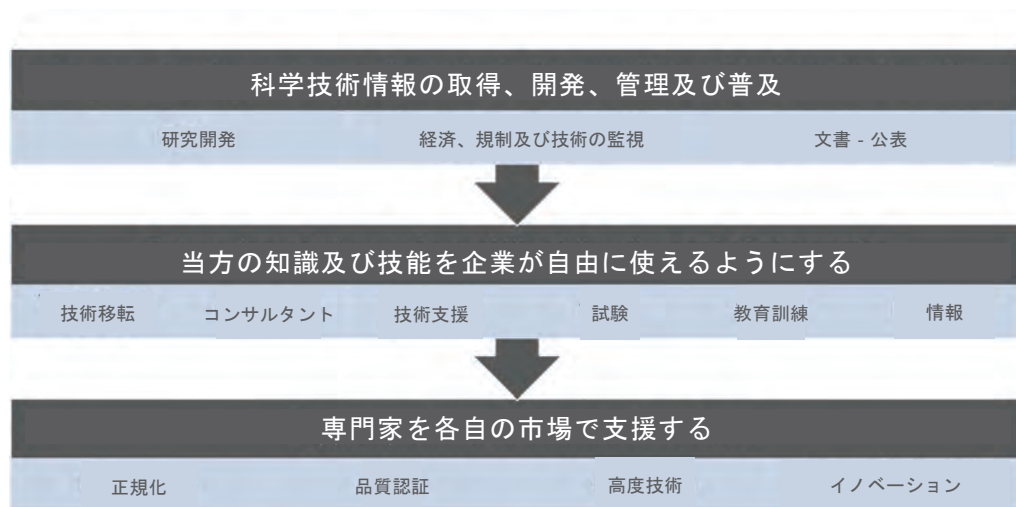 科学技術情報の取得、開発、管理及び普及
研究開発 経済、規制及び技術の監視 文書 - 公表
当方の知識及び技能を企業が自由に使えるようにする
技術移転 コンサルタント 技術支援 試験 教育訓練 情報
専門家を各自の市場で支援する
正規化 品質認証 高度技術 イノベーション